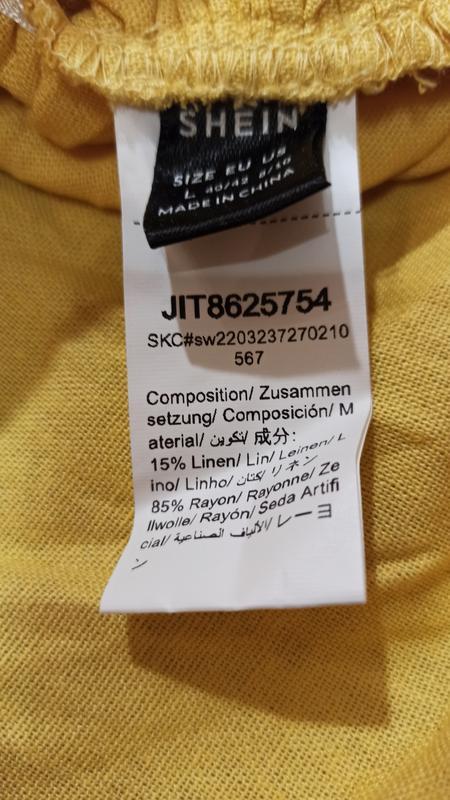 SHEIN
SIZE EU US
L 40/42 8/10
MADE IN CHINA
JIT8625754
SKC#sw2203237270210
567
Composition/ Zusammen
setzung/ Composición/ M
aterial/ تكوين/ 成分:
15% Linen/ Lin/ Leinen/ L
ino/ Linho/ كتان/ リネン
85% Rayon/ Rayonne/ Ze
llwolle/ Rayón/ Seda Artifi
cial/ الألياف الصناعية/ レーヨ
ン